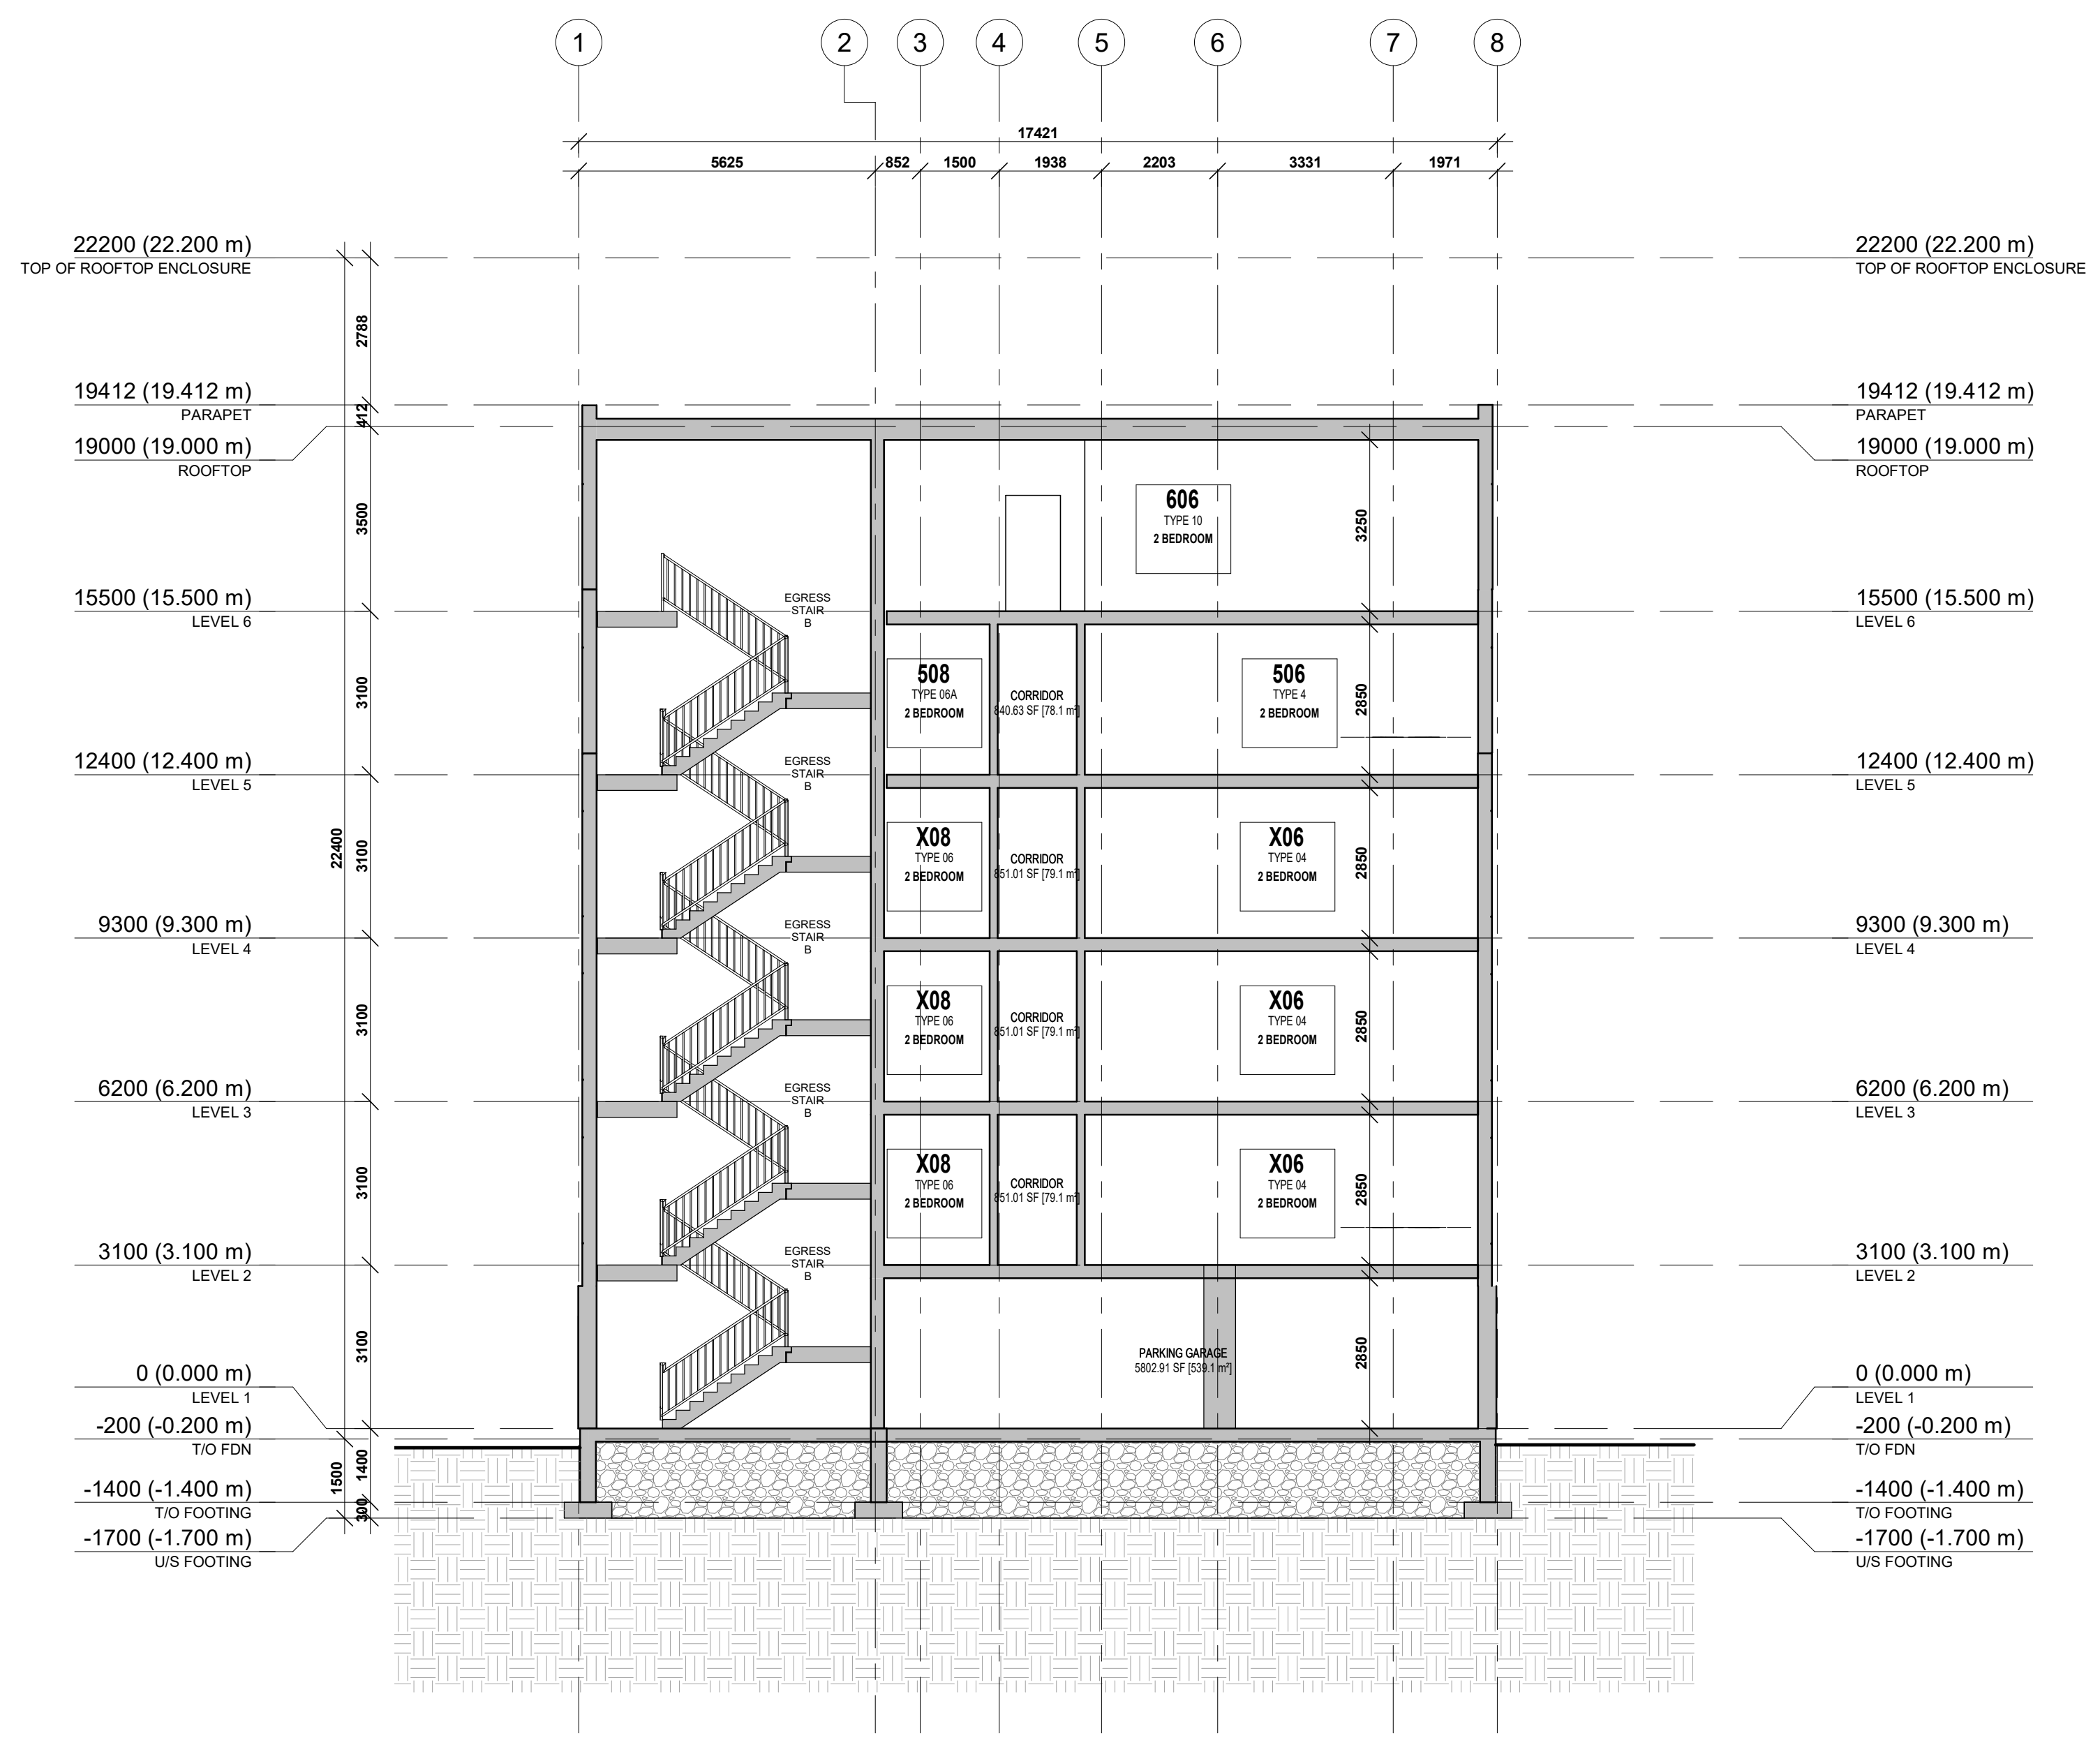 1 2 3 4 5 6 7 8
17421
5625 852 1500 1938 2203 3331 1971
22200 (22.200 m)
TOP OF ROOFTOP ENCLOSURE
22200 (22.200 m)
TOP OF ROOFTOP ENCLOSURE
2788
19412 (19.412 m)
PARAPET
19412 (19.412 m)
PARAPET
412
19000 (19.000 m)
ROOFTOP
19000 (19.000 m)
ROOFTOP
3500
606
TYPE 10
2 BEDROOM
3250
15500 (15.500 m)
LEVEL 6
EGRESS
STAIR
B
15500 (15.500 m)
LEVEL 6
3100
508
TYPE 06A
2 BEDROOM
CORRIDOR
840.63 SF [78.1 m²]
506
TYPE 4
2 BEDROOM
2850
12400 (12.400 m)
LEVEL 5
EGRESS
STAIR
B
12400 (12.400 m)
LEVEL 5
22400
3100
X08
TYPE 06
2 BEDROOM
CORRIDOR
851.01 SF [79.1 m²]
X06
TYPE 04
2 BEDROOM
2850
9300 (9.300 m)
LEVEL 4
EGRESS
STAIR
B
9300 (9.300 m)
LEVEL 4
3100
X08
TYPE 06
2 BEDROOM
CORRIDOR
851.01 SF [79.1 m²]
X06
TYPE 04
2 BEDROOM
2850
6200 (6.200 m)
LEVEL 3
EGRESS
STAIR
B
6200 (6.200 m)
LEVEL 3
3100
X08
TYPE 06
2 BEDROOM
CORRIDOR
851.01 SF [79.1 m²]
X06
TYPE 04
2 BEDROOM
2850
3100 (3.100 m)
LEVEL 2
EGRESS
STAIR
B
3100 (3.100 m)
LEVEL 2
3100
PARKING GARAGE
5802.91 SF [539.1 m²]
2850
0 (0.000 m)
LEVEL 1
0 (0.000 m)
LEVEL 1
-200 (-0.200 m)
T/O FDN
-200 (-0.200 m)
T/O FDN
1500
1400
-1400 (-1.400 m)
T/O FOOTING
-1400 (-1.400 m)
T/O FOOTING
300
-1700 (-1.700 m)
U/S FOOTING
-1700 (-1.700 m)
U/S FOOTING